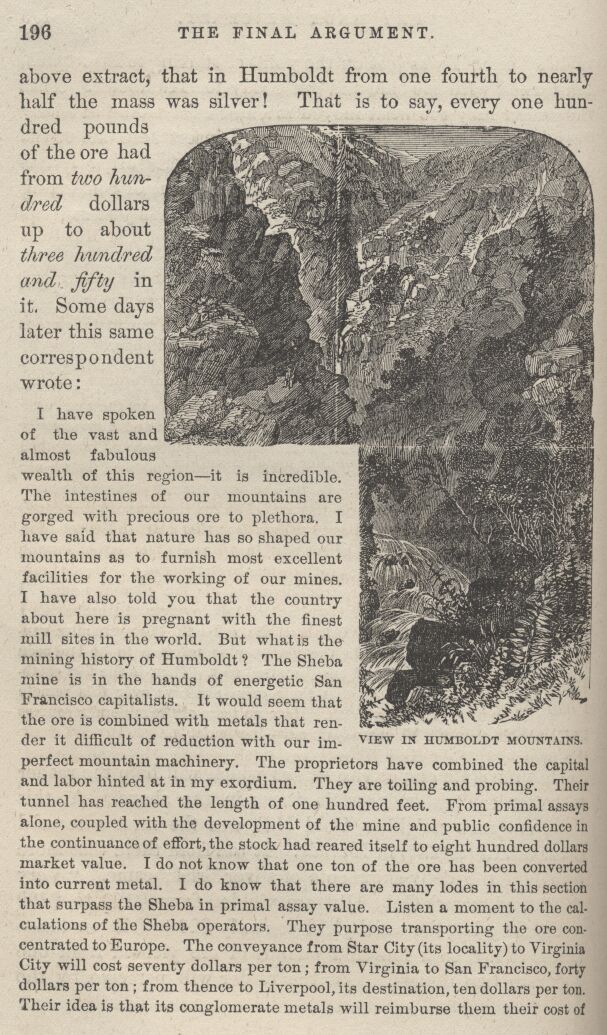 196 THE FINAL ARGUMENT.
above extract, that in Humboldt from one fourth to nearly
half the mass was silver! That is to say, every one hun-
dred pounds
of the ore had
from two hun-
dred dollars
up to about
three hundred
and fifty in
it. Some days
later this same
correspondent
wrote:
I have spoken
of the vast and
almost fabulous
wealth of this region—it is incredible.
The intestines of our mountains are
gorged with precious ore to plethora. I
have said that nature has so shaped our
mountains as to furnish most excellent
facilities for the working of our mines.
I have also told you that the country
about here is pregnant with the finest
mill sites in the world. But what is the
mining history of Humboldt? The Sheba
mine is in the hands of energetic San
Francisco capitalists. It would seem that
the ore is combined with metals that ren-
der it difficult of reduction with our im-
VIEW IN HUMBOLDT MOUNTAINS.
perfect mountain machinery. The proprietors have combined the capital
and labor hinted at in my exordium. They are toiling and probing. Their
tunnel has reached the length of one hundred feet. From primal assays
alone, coupled with the development of the mine and public confidence in
the continuance of effort, the stock had reared itself to eight hundred dollars
market value. I do not know that one ton of the ore has been converted
into current metal. I do know that there are many lodes in this section
that surpass the Sheba in primal assay value. Listen a moment to the cal-
culations of the Sheba operators. They purpose transporting the ore con-
centrated to Europe. The conveyance from Star City (its locality) to Virginia
City will cost seventy dollars per ton; from Virginia to San Francisco, forty
dollars per ton; from thence to Liverpool, its destination, ten dollars per ton.
Their idea is that its conglomerate metals will reimburse them their cost of